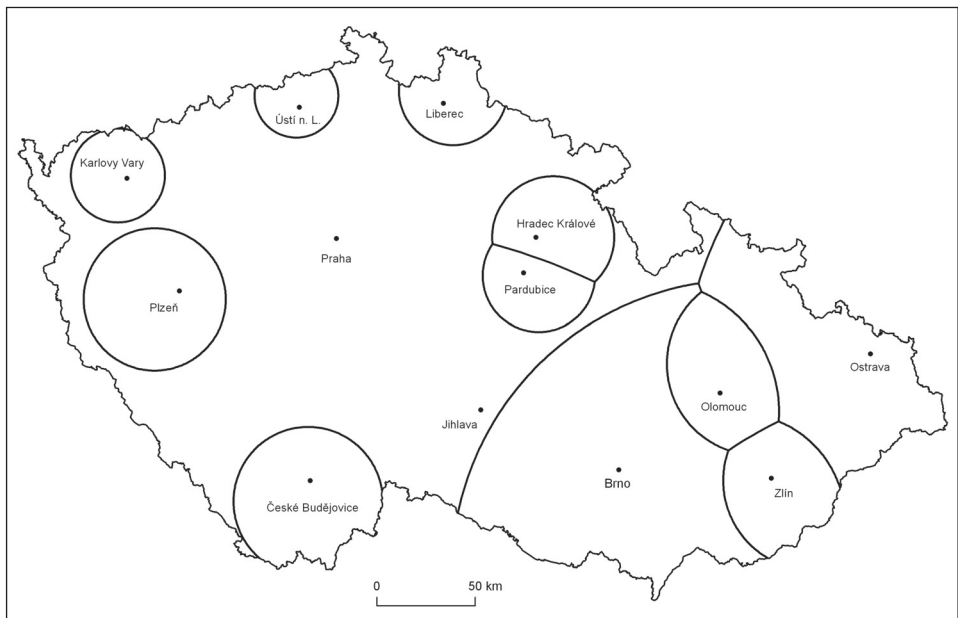 Ústí n. L.
Liberec
Karlovy Vary
Hradec Králové
Praha
Pardubice
Plzeň
Ostrava
Olomouc
Jihlava
Brno
Zlín
České Budějovice
0 50 km